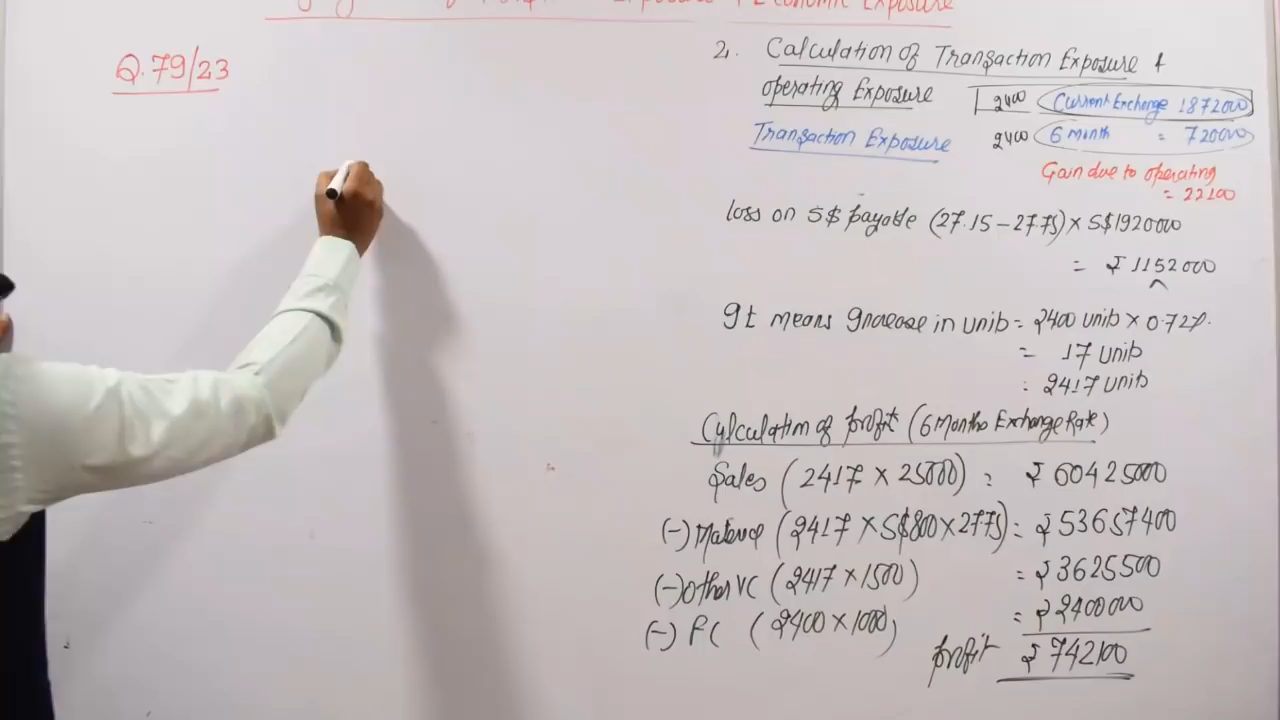 Exposure + Economic Exposure
Q.79/23
2. Calculation of Transaction Exposure +
operating Exposure
2400 Current Exchange 1872000
Transaction Exposure
2400 6 month = 720000
Gain due to operating
= 22100
loss on S$ payable (27.15 - 27.75) × S$1920000
= ₹ 1152000
It means Increase in units = 2400 units × 0.72%.
= 17 units
= 2417 units
Calculation of profit (6 Months Exchange Rate)
Sales (2417 × 25000) = ₹ 60425000
(-) Material (2417 × S$800 × 27.75) = ₹53657400
(-) Other VC (2417 × 1500) = ₹3625500
(-) FC (2400 × 1000) = ₹2400000
profit ₹ 742100